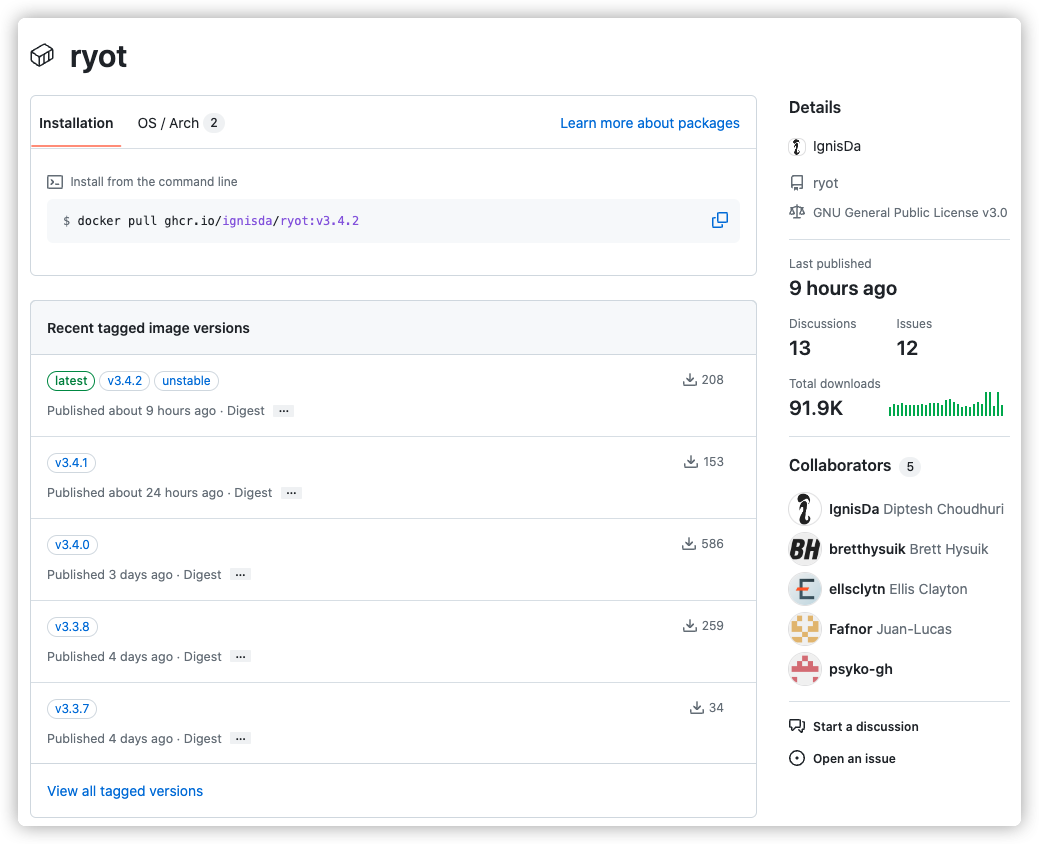 ryot
Installation
OS / Arch 2
Learn more about packages
Install from the command line
$ docker pull ghcr.io/ignisda/ryot:v3.4.2
Recent tagged image versions
latest v3.4.2 unstable
208
Published about 9 hours ago · Digest ...
v3.4.1
153
Published about 24 hours ago · Digest ...
v3.4.0
586
Published 3 days ago · Digest ...
v3.3.8
259
Published 4 days ago · Digest ...
v3.3.7
34
Published 4 days ago · Digest ...
View all tagged versions
Details
IgnisDa
ryot
GNU General Public License v3.0
Last published
9 hours ago
Discussions
13
Issues
12
Total downloads
91.9K
Collaborators 5
IgnisDa Diptesh Choudhuri
BH
bretthysuik Brett Hysuik
E
ellsclytn Ellis Clayton
Fafnor Juan-Lucas
psyko-gh
Start a discussion
Open an issue